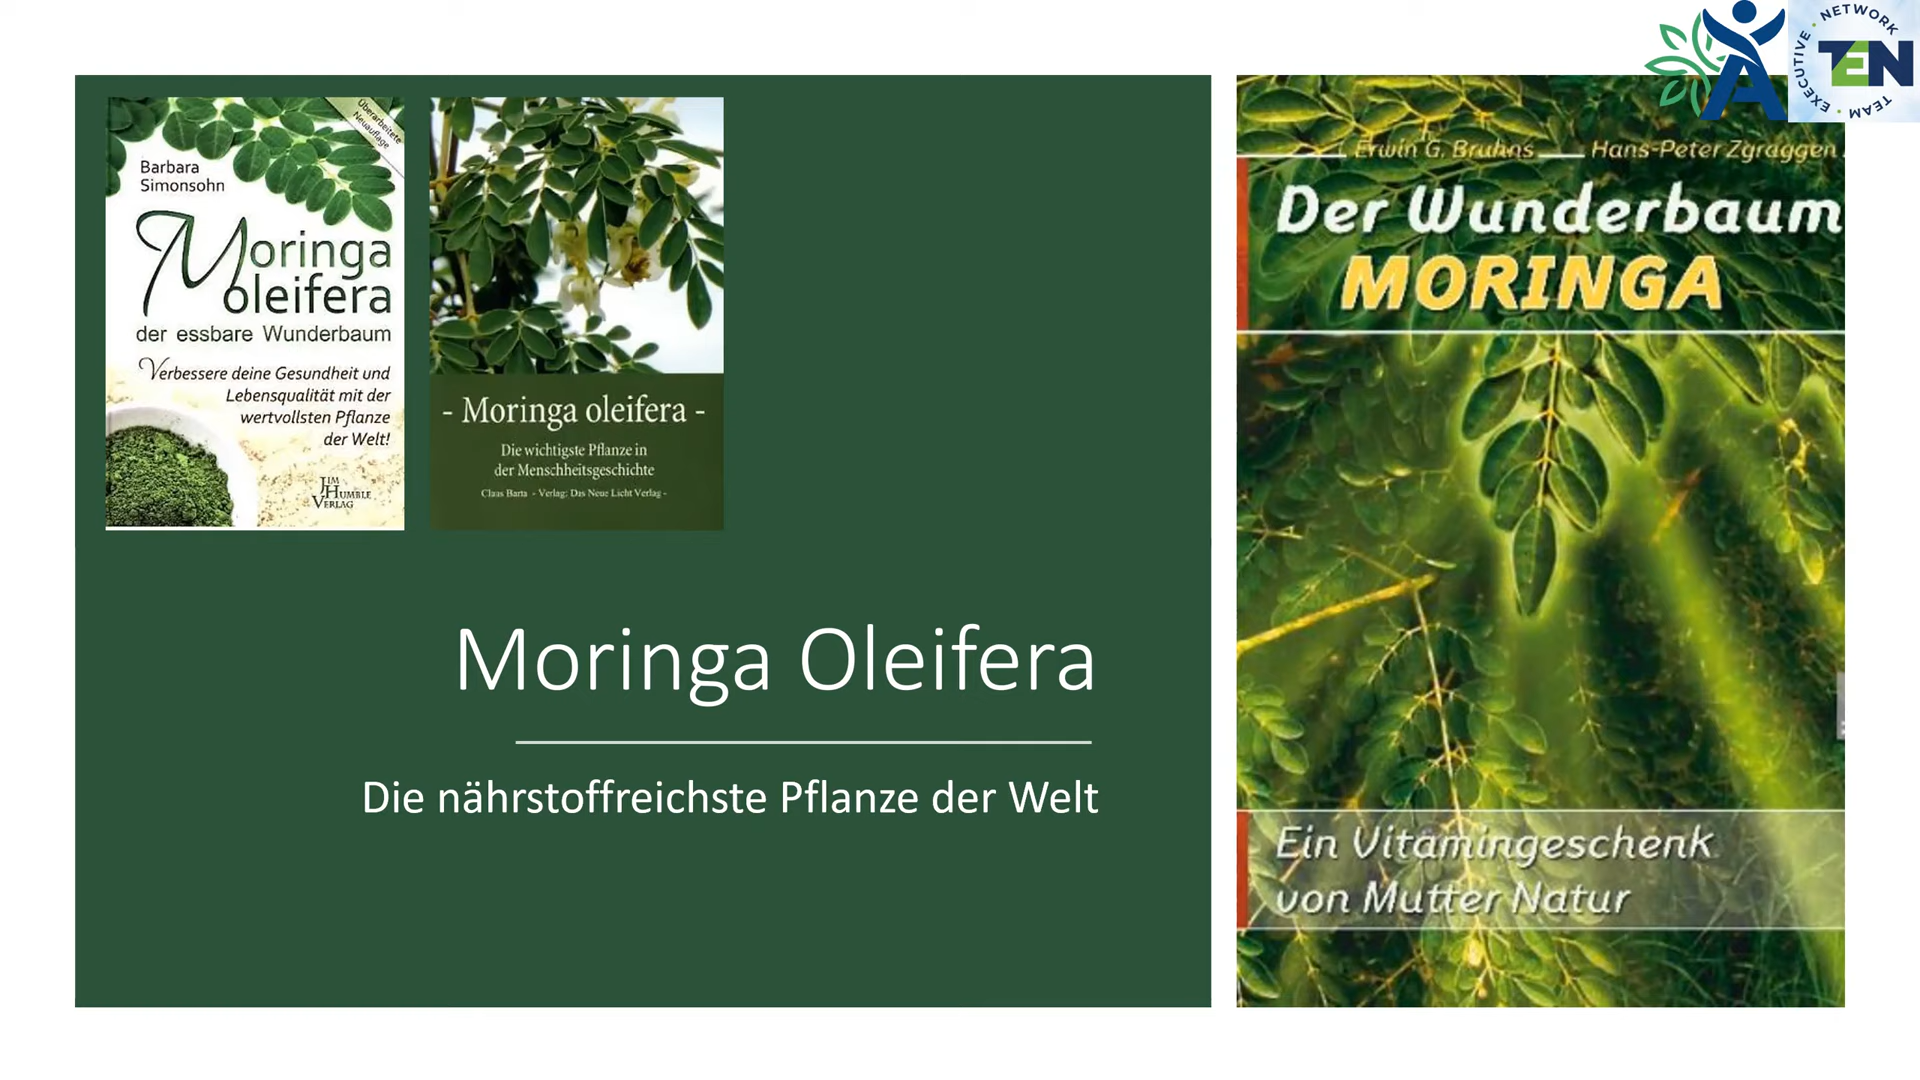 Überarbeitete
Neuauflage
Barbara
Simonsohn
Moringa
oleifera
der essbare Wunderbaum
Verbessere deine Gesundheit und
Lebensqualität mit der
wertvollsten Pflanze
der Welt!
JIM
HUMBLE
VERLAG
- Moringa oleifera -
Die wichtigste Pflanze in
der Menschheitsgeschichte
Claus Barta - Verlag: Das Neue Licht Verlag -
Moringa Oleifera
Die nährstoffreichste Pflanze der Welt
Erwin G. Bruhns Hans-Peter Zgraggen
Der Wunderbaum
MORINGA
Ein Vitamingeschenk
von Mutter Natur
A
TEN
EXECUTIVE · NETWORK · TEAM